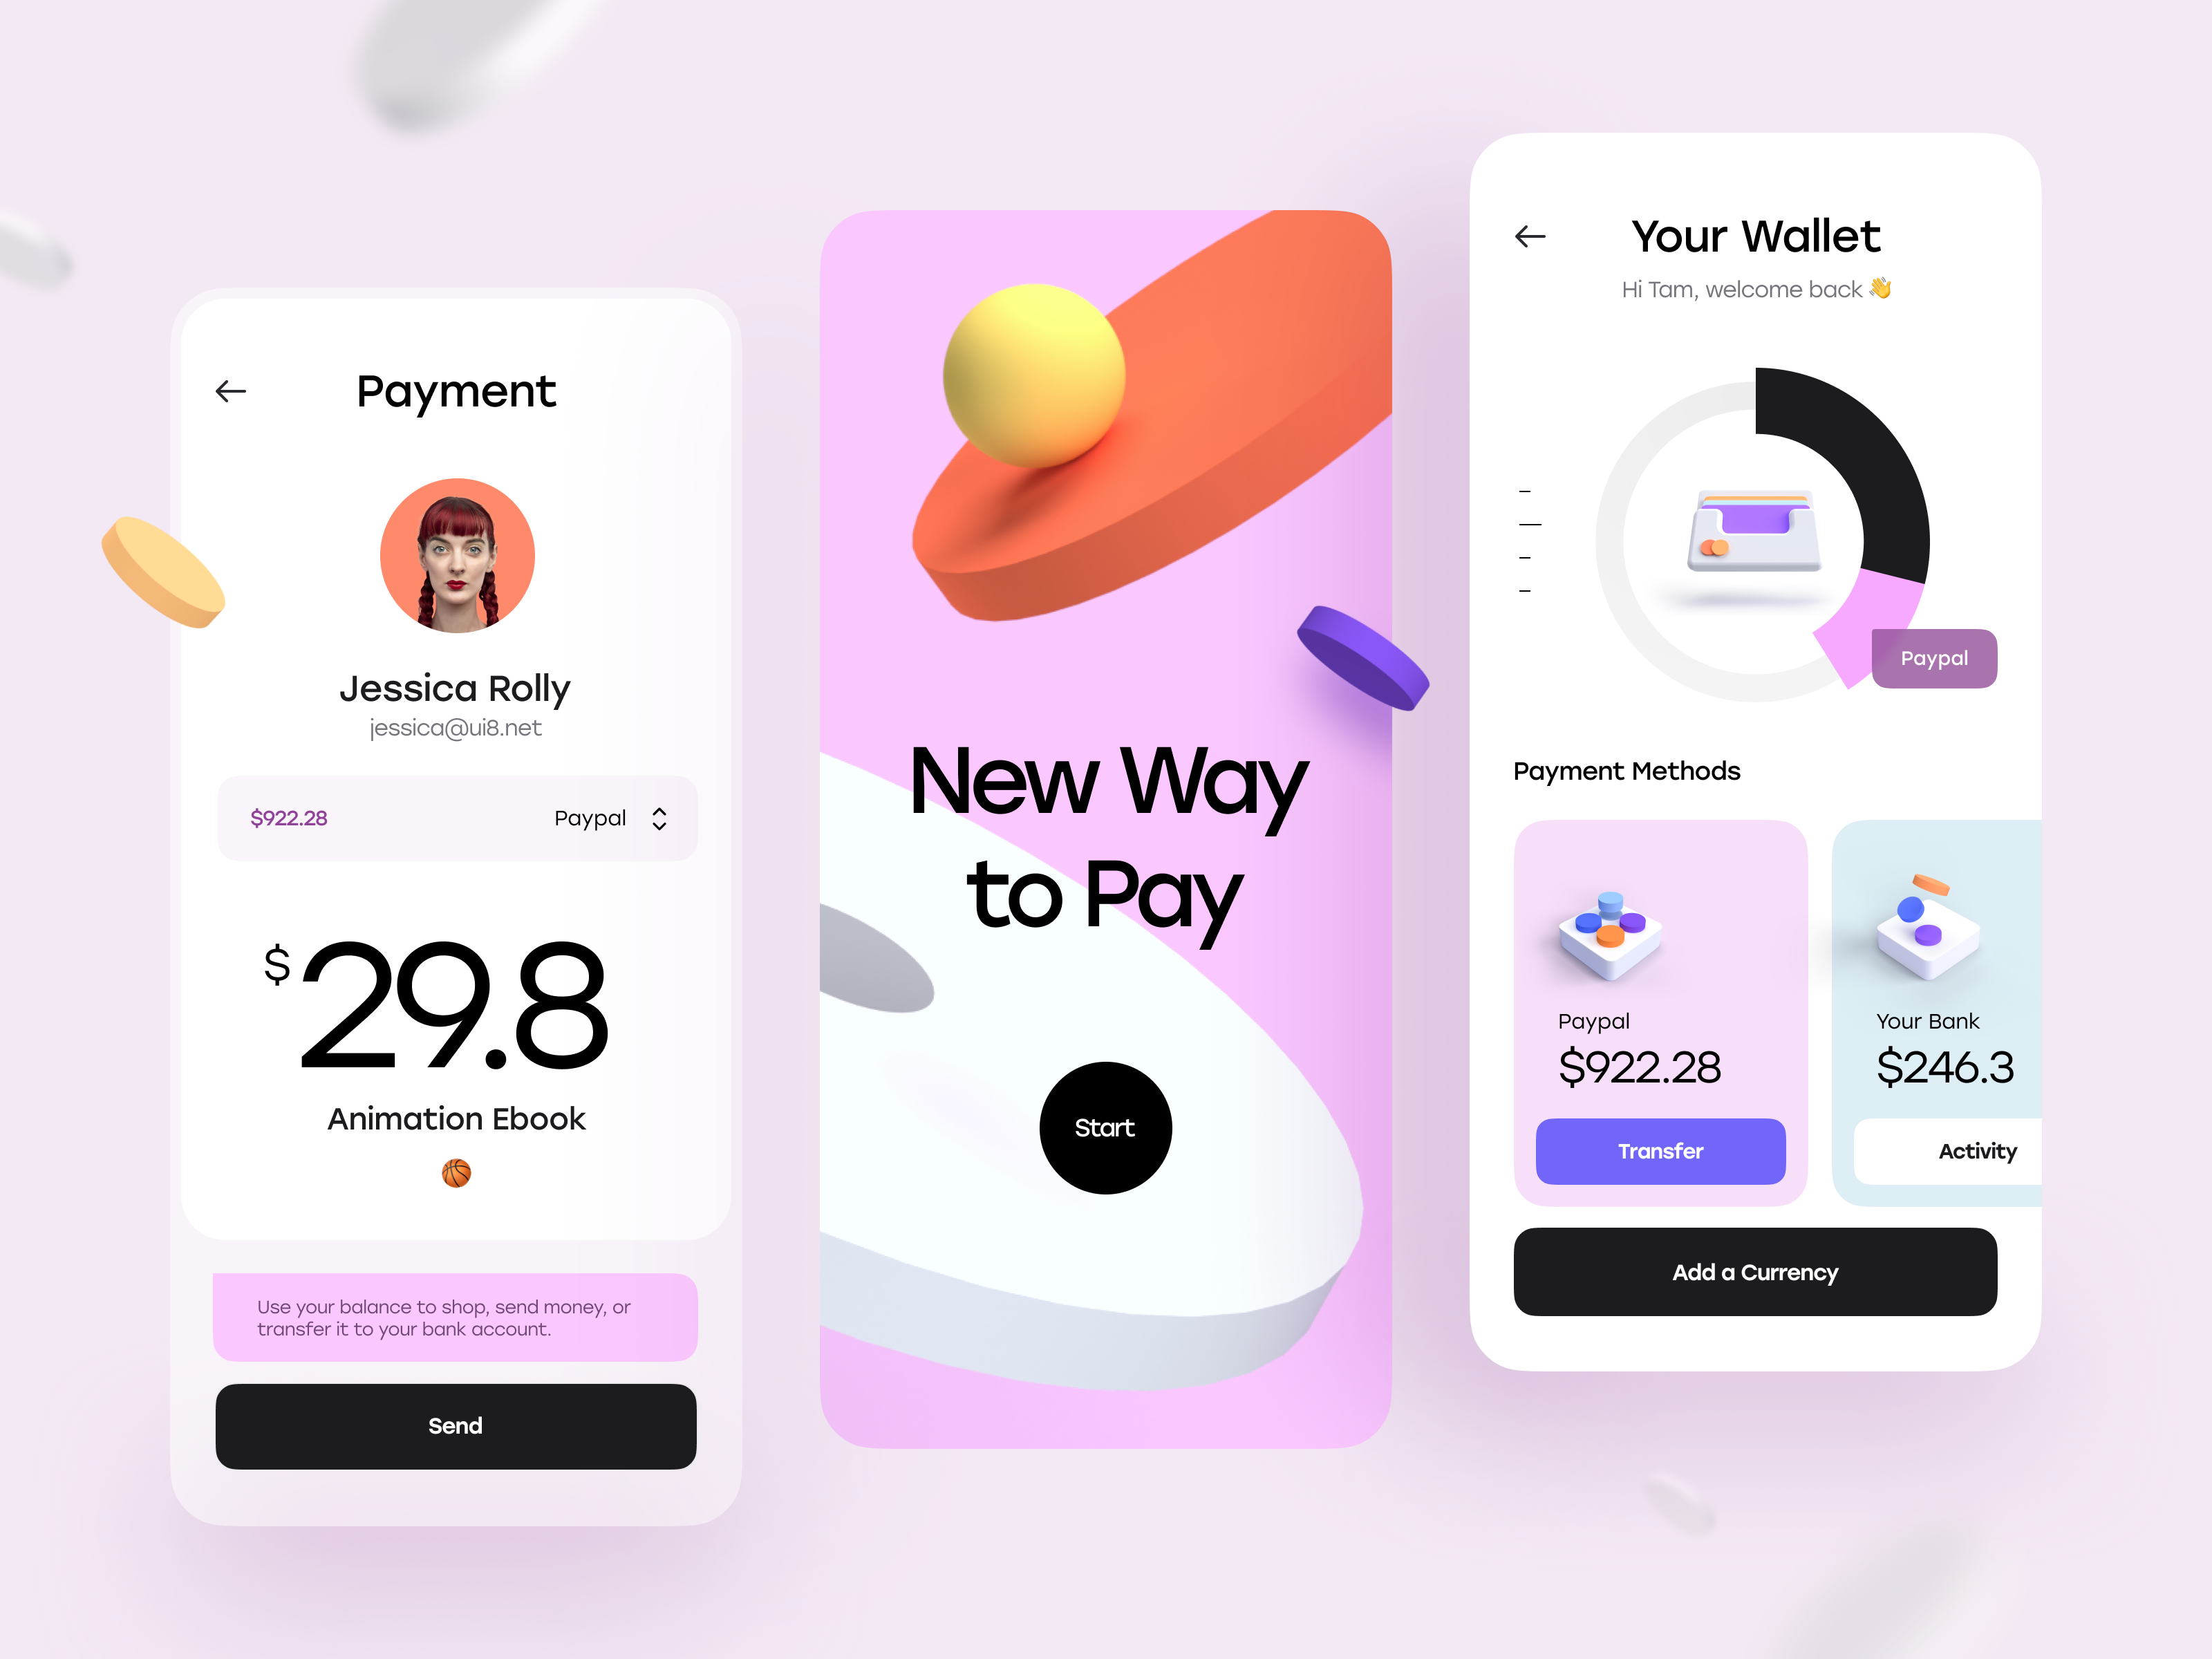 Payment
Jessica Rolly
jessica@ui8.net
$922.28 Paypal
$29.8
Animation Ebook
Use your balance to shop, send money, or
transfer it to your bank account.
Send
New Way
to Pay
Start
Your Wallet
Hi Tam, welcome back 👋
Paypal
Payment Methods
Paypal
$922.28
Transfer
Your Bank
$246.3
Activity
Add a Currency